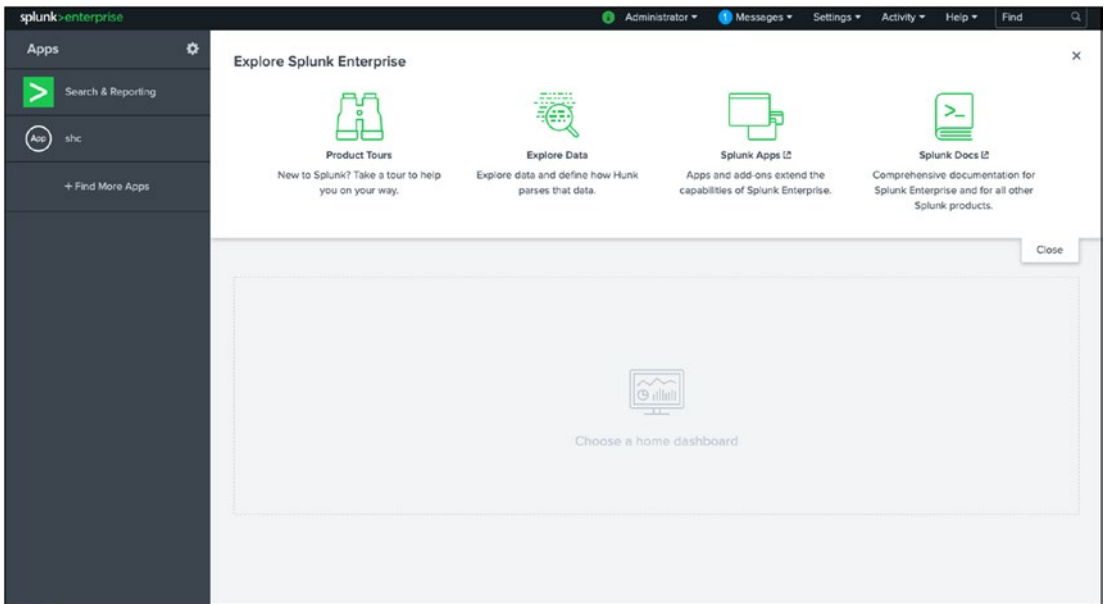 splunk>enterprise
i Administrator
1 Messages
Settings
Activity
Help
Find
Apps
Search & Reporting
App shc
+ Find More Apps
Explore Splunk Enterprise
Product Tours
New to Splunk? Take a tour to help
you on your way.
Explore Data
Explore data and define how Hunk
parses that data.
Splunk Apps
Apps and add-ons extend the
capabilities of Splunk Enterprise.
Splunk Docs
Comprehensive documentation for
Splunk Enterprise and for all other
Splunk products.
Close
Choose a home dashboard